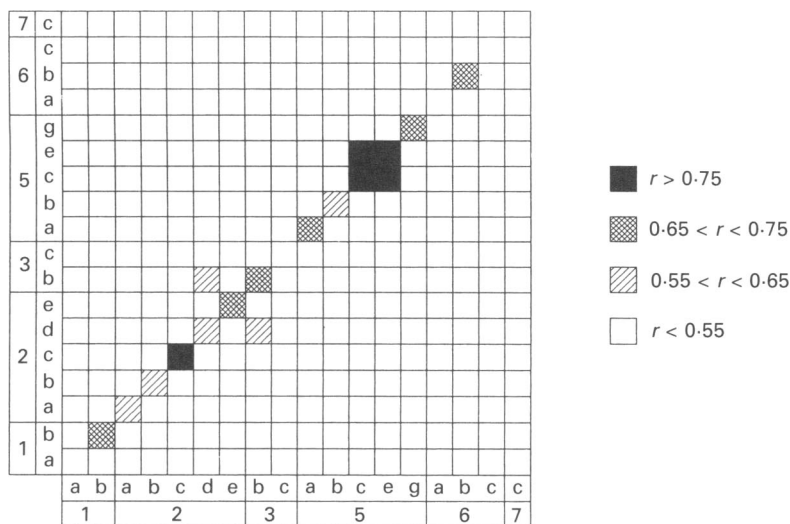 7 c
c
6 b
a
g
e
5 c
b
a
c
3 b
e
d
2 c
b
a
b
1 a
a b a b c d e b c a b c e g a b c c
1 2 3 5 6 7
r > 0·75
0·65 < r < 0·75
0·55 < r < 0·65
r < 0·55